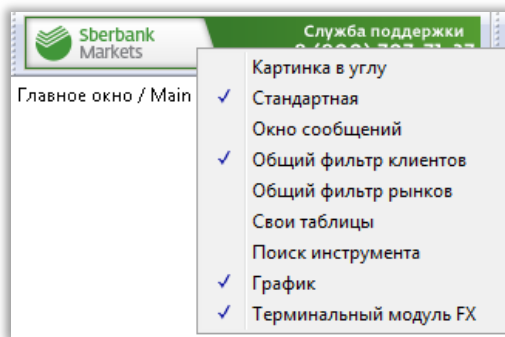 Sberbank
Markets
Служба поддержки
Главное окно / Main
Картинка в углу
Стандартная
Окно сообщений
Общий фильтр клиентов
Общий фильтр рынков
Свои таблицы
Поиск инструмента
График
Терминальный модуль FX